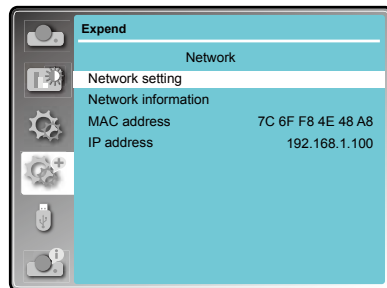 Expend
Network
Network setting
Network information
MAC address 7C 6F F8 4E 48 A8
IP address 192.168.1.100